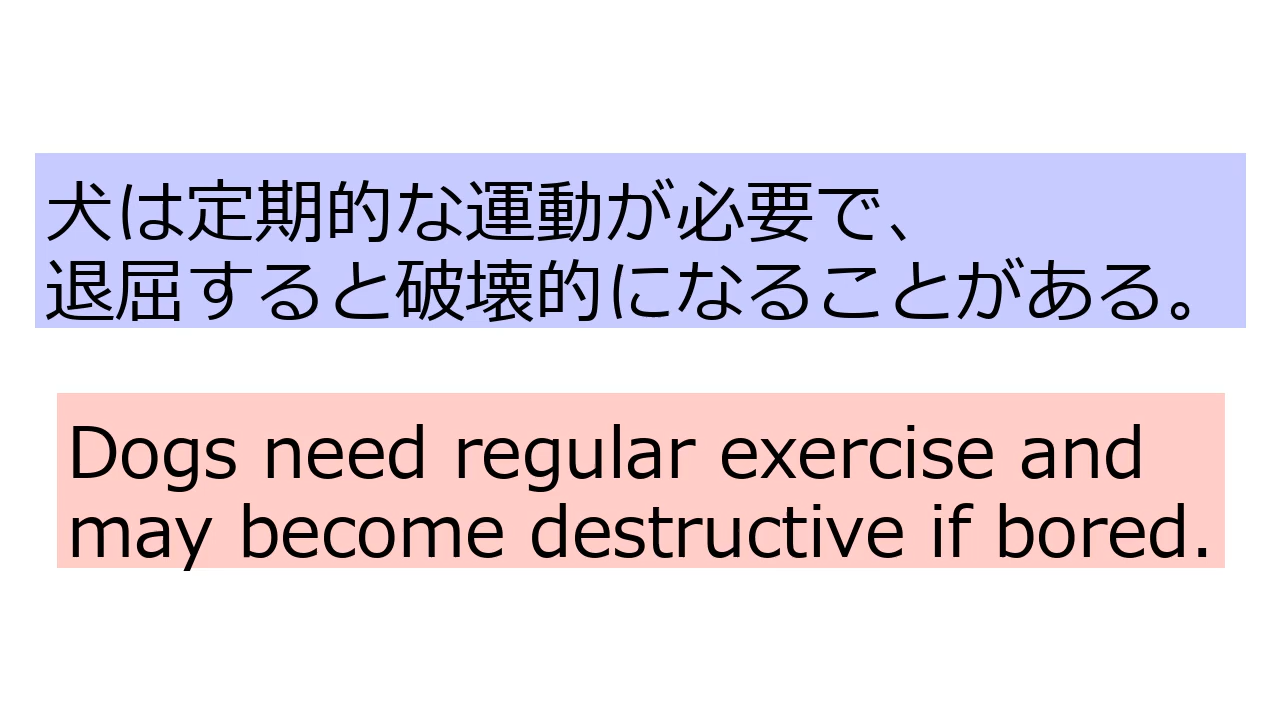 犬は定期的な運動が必要で、
退屈すると破壊的になることがある。
Dogs need regular exercise and
may become destructive if bored.